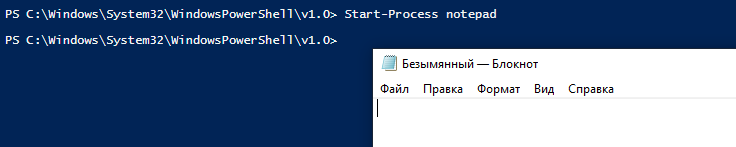 PS C:\Windows\System32\WindowsPowerShell\v1.0> Start-Process notepad
PS C:\Windows\System32\WindowsPowerShell\v1.0>
Безымянный — Блокнот
Файл Правка Формат Вид Справка